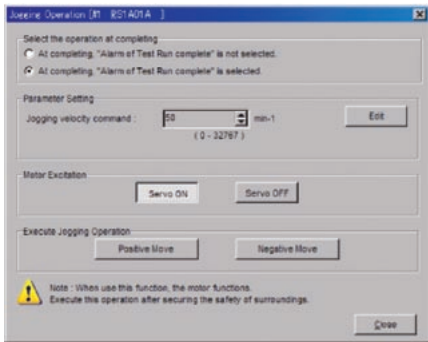 Jogging Operation [#1 RS1A01A ]
Select the operation at completing
At completing, "Alarm of Test Run complete" is not selected.
At completing, "Alarm of Test Run complete" is selected.
Parameter Setting
Jogging velocity command : 50 min-1 Edit
( 0 - 32767 )
Motor Excitation
Servo ON Servo OFF
Execute Jogging Operation
Positive Move Negative Move
Note : When use this function, the motor functions.
Execute this operation after securing the safety of surroundings.
Close